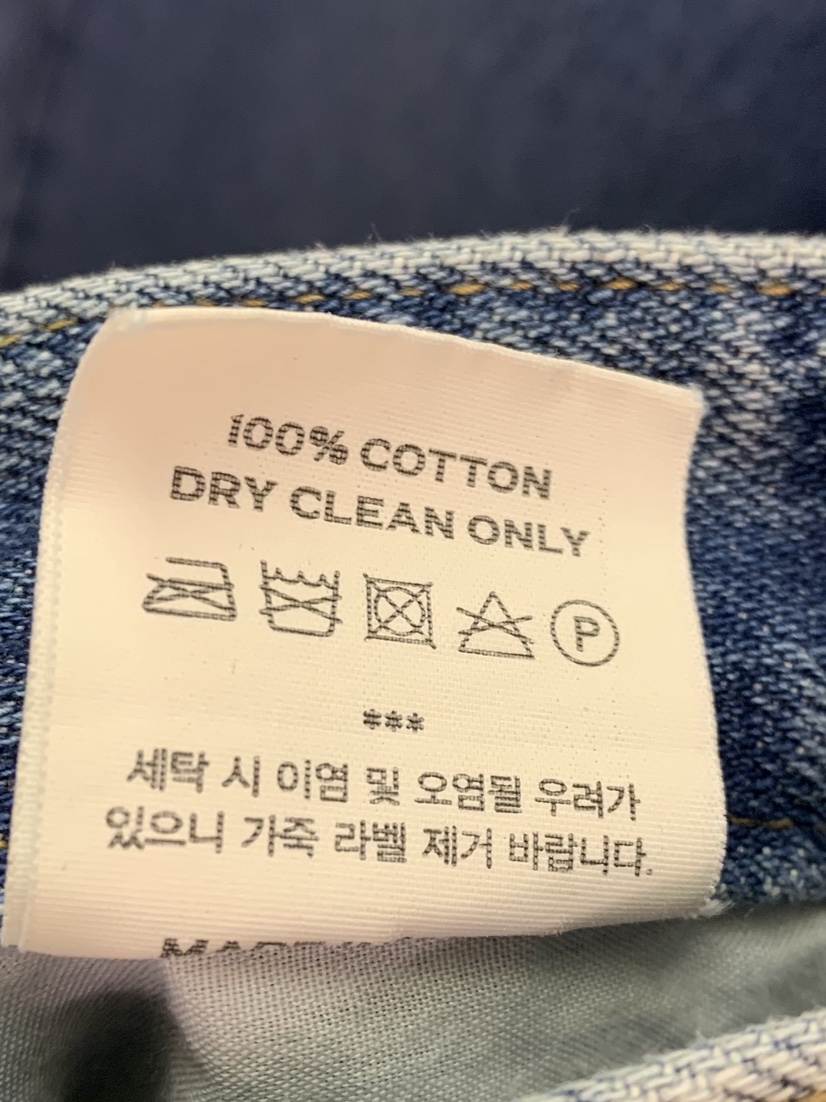 100% COTTON
DRY CLEAN ONLY
P
***
세탁 시 이염 및 오염될 우려가
있으니 가죽 라벨 제거 바랍니다.